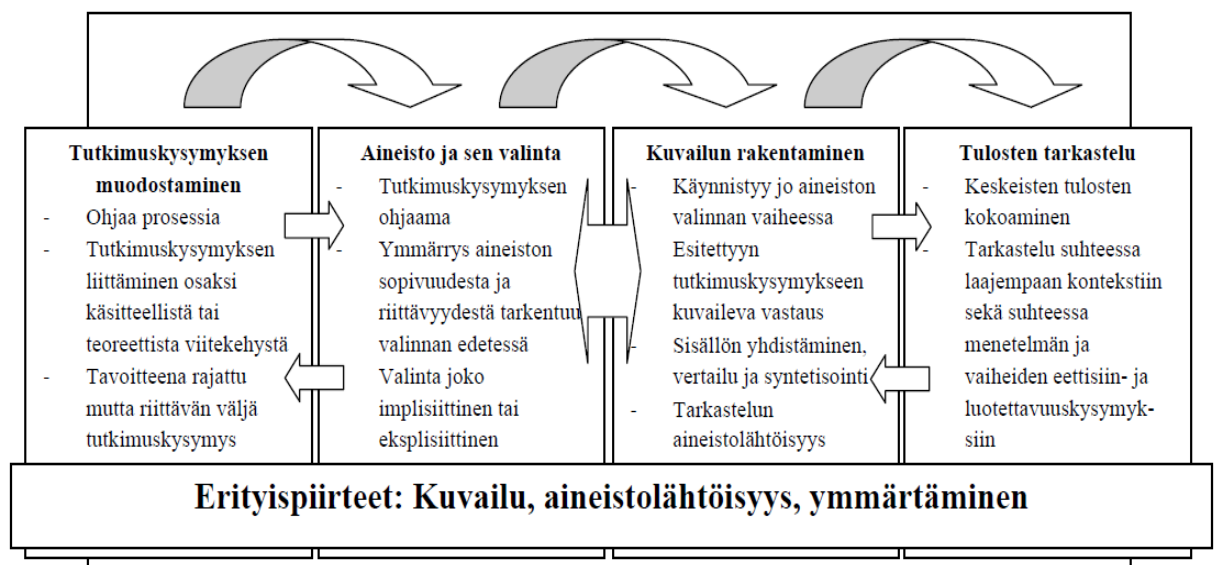 Tutkimuskysymyksen
muodostaminen
- Ohjaa prosessia
- Tutkimuskysymyksen
liittäminen osaksi
käsitteellistä tai
teoreettista viitekehystä
- Tavoitteena rajattu
mutta riittävän väljä
tutkimuskysymys
Aineisto ja sen valinta
- Tutkimuskysymyksen
ohjaama
- Ymmärrys aineiston
sopivuudesta ja
riittävyydestä tarkentuu
valinnan edetessä
- Valinta joko
implisiittinen tai
eksplisiittinen
Kuvailun rakentaminen
- Käynnistyy jo aineiston
valinnan vaiheessa
- Esitettyyn
tutkimuskysymykseen
kuvaileva vastaus
- Sisällön yhdistäminen,
vertailu ja syntetisointi
- Tarkastelun
aineistolähtöisyys
Tulosten tarkastelu
- Keskeisten tulosten
kokoaminen
- Tarkastelu suhteessa
laajempaan kontekstiin
sekä suhteessa
menetelmän ja
vaiheiden eettisiin- ja
luotettavuuskysymyk-
siin
Erityispiirteet: Kuvailu, aineistolähtöisyys, ymmärtäminen